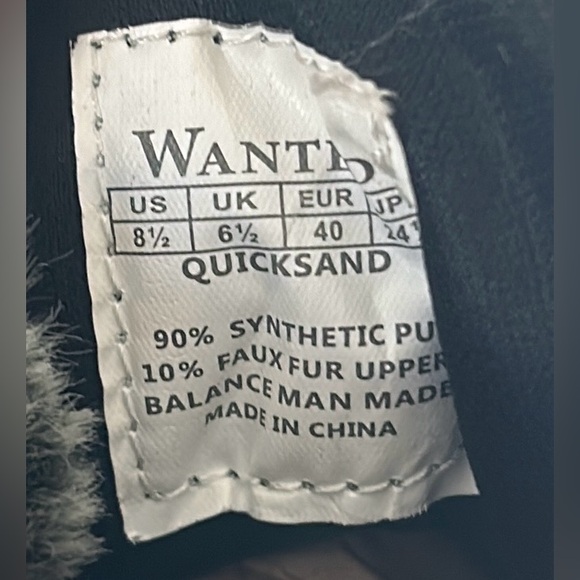 WANTED
US UK EUR JP
8½ 6½ 40 24
QUICKSAND
90% SYNTHETIC PU
10% FAUX FUR UPPER
BALANCE MAN MADE
MADE IN CHINA